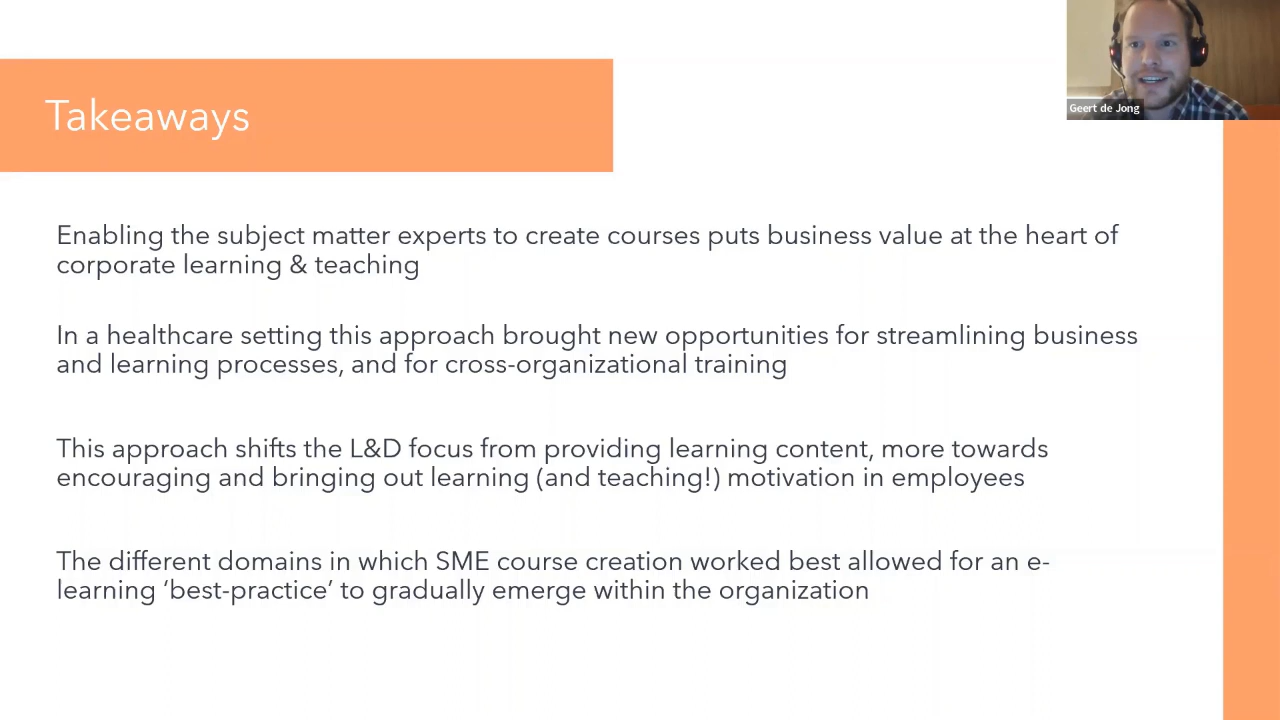 Geert de Jong
Takeaways
Enabling the subject matter experts to create courses puts business value at the heart of
corporate learning & teaching
In a healthcare setting this approach brought new opportunities for streamlining business
and learning processes, and for cross-organizational training
This approach shifts the L&D focus from providing learning content, more towards
encouraging and bringing out learning (and teaching!) motivation in employees
The different domains in which SME course creation worked best allowed for an e-
learning ‘best-practice’ to gradually emerge within the organization